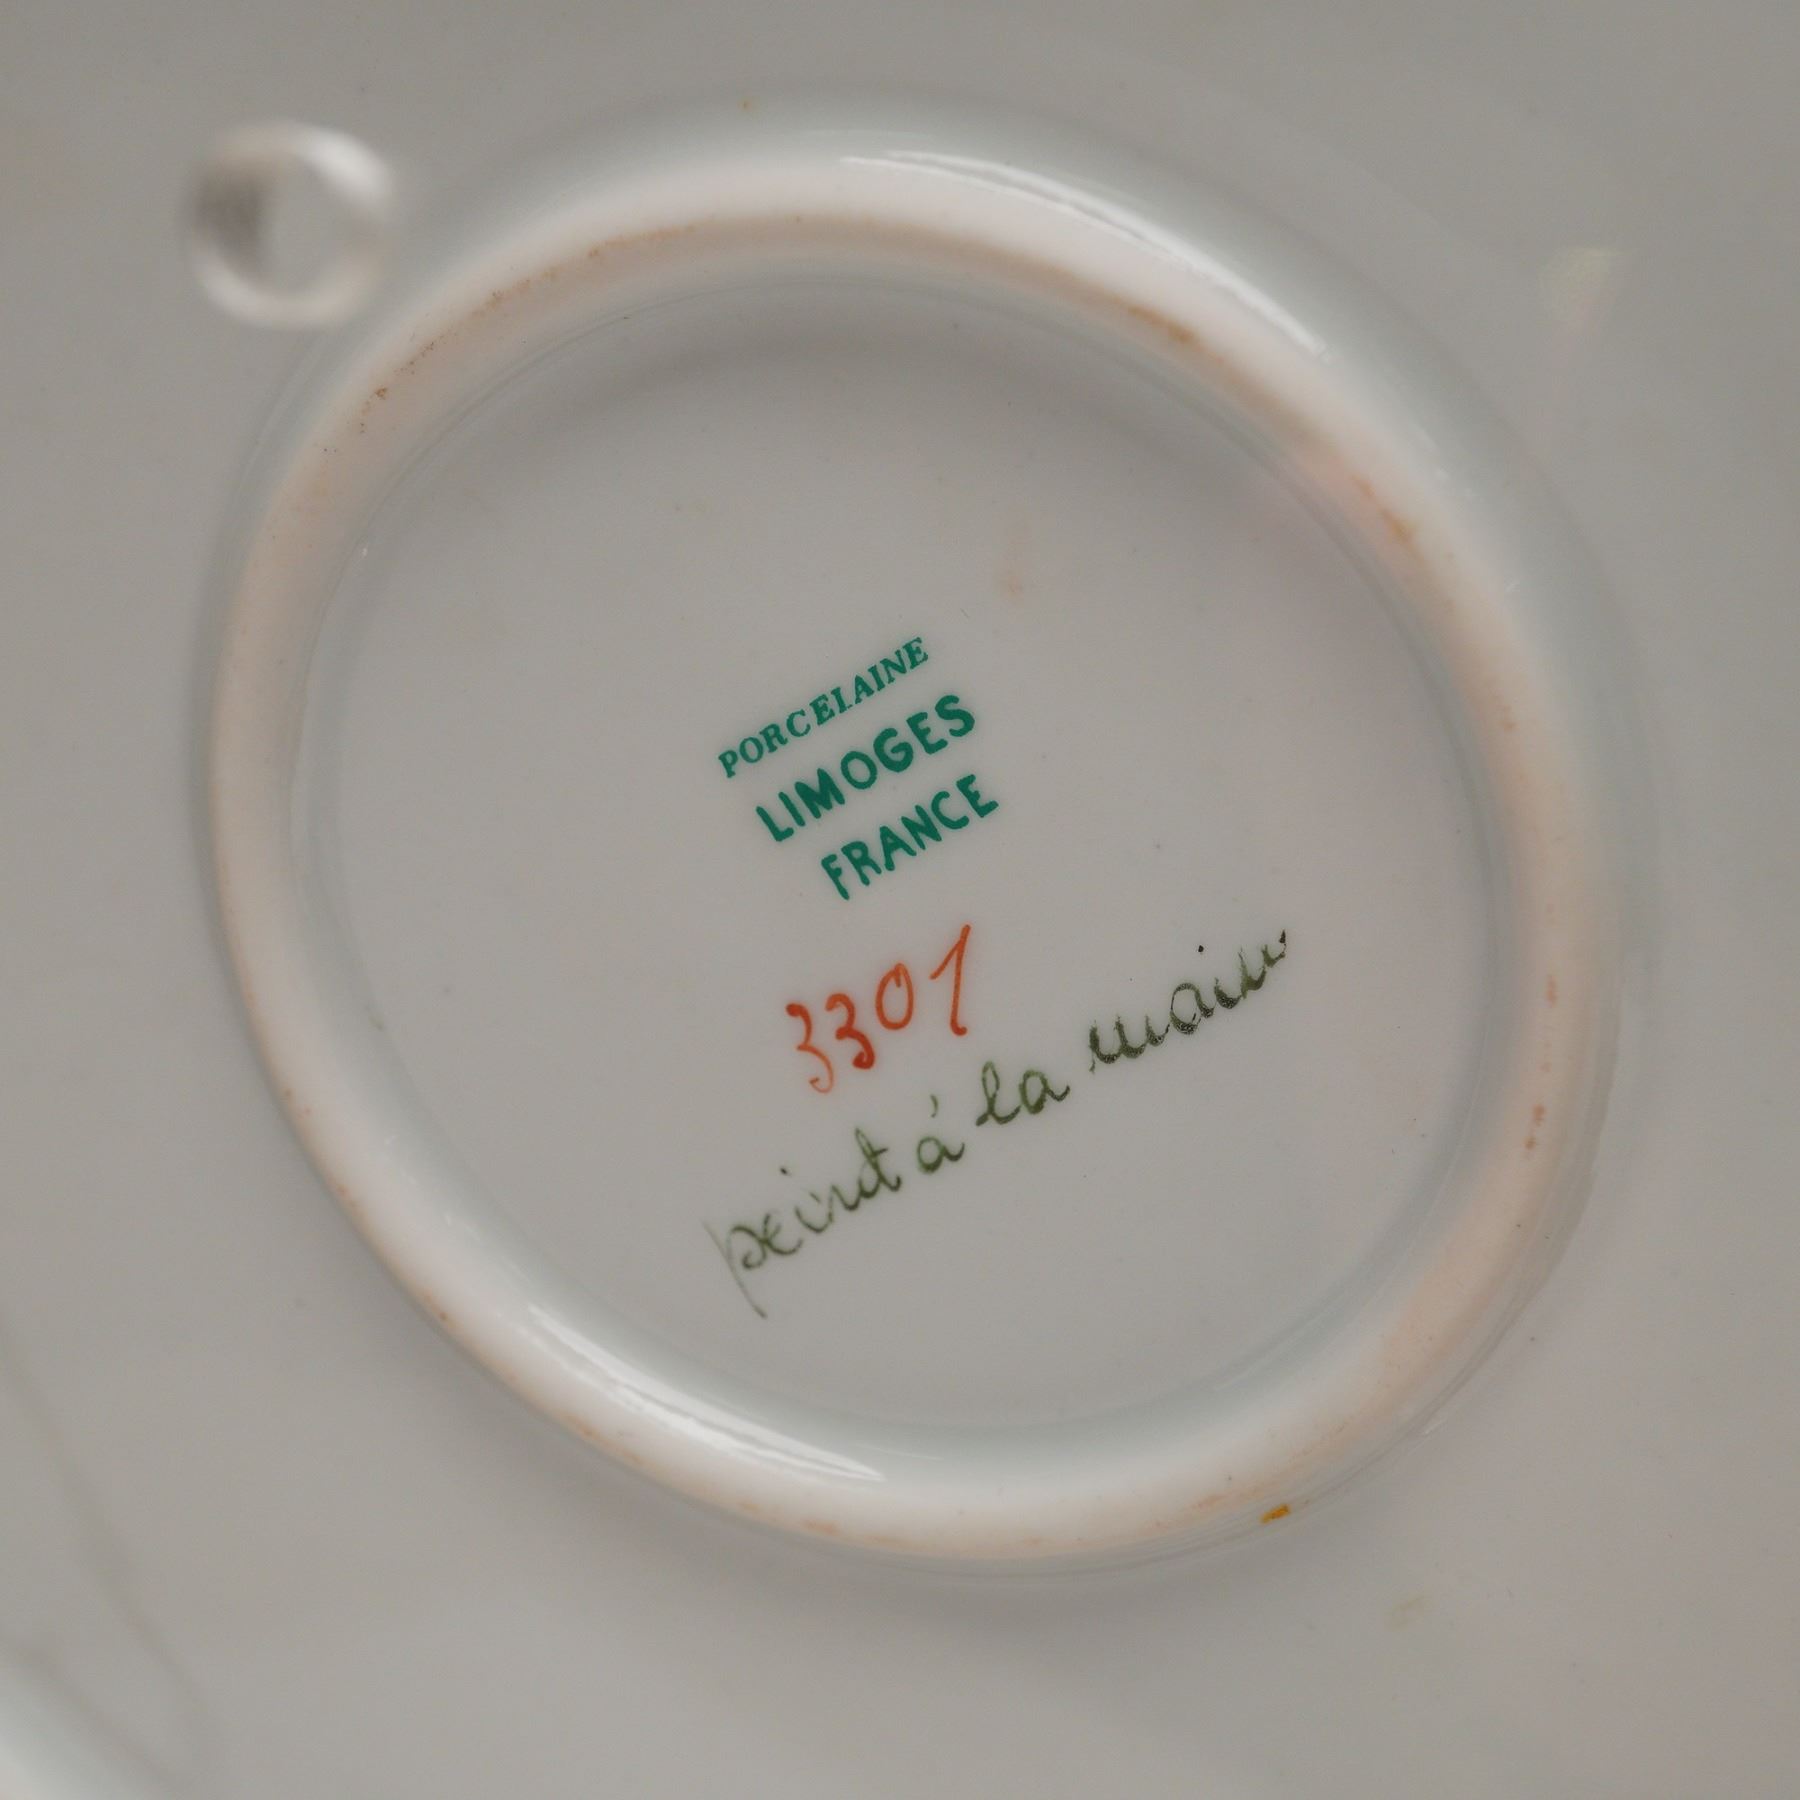 PORCELAINE
LIMOGES
FRANCE
3301
peint á la main